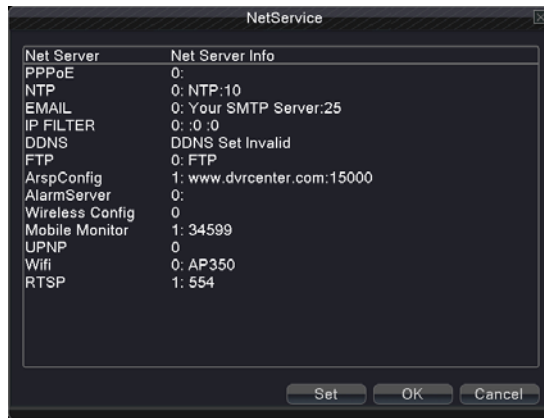 NetService
Net Server Net Server Info
PPPoE 0:
NTP 0: NTP:10
EMAIL 0: Your SMTP Server:25
IP FILTER 0: :0 :0
DDNS DDNS Set Invalid
FTP 0: FTP
ArspConfig 1: www.dvrcenter.com:15000
AlarmServer 0:
Wireless Config 0
Mobile Monitor 1: 34599
UPNP 0
Wifi 0: AP350
RTSP 1: 554
Set OK Cancel